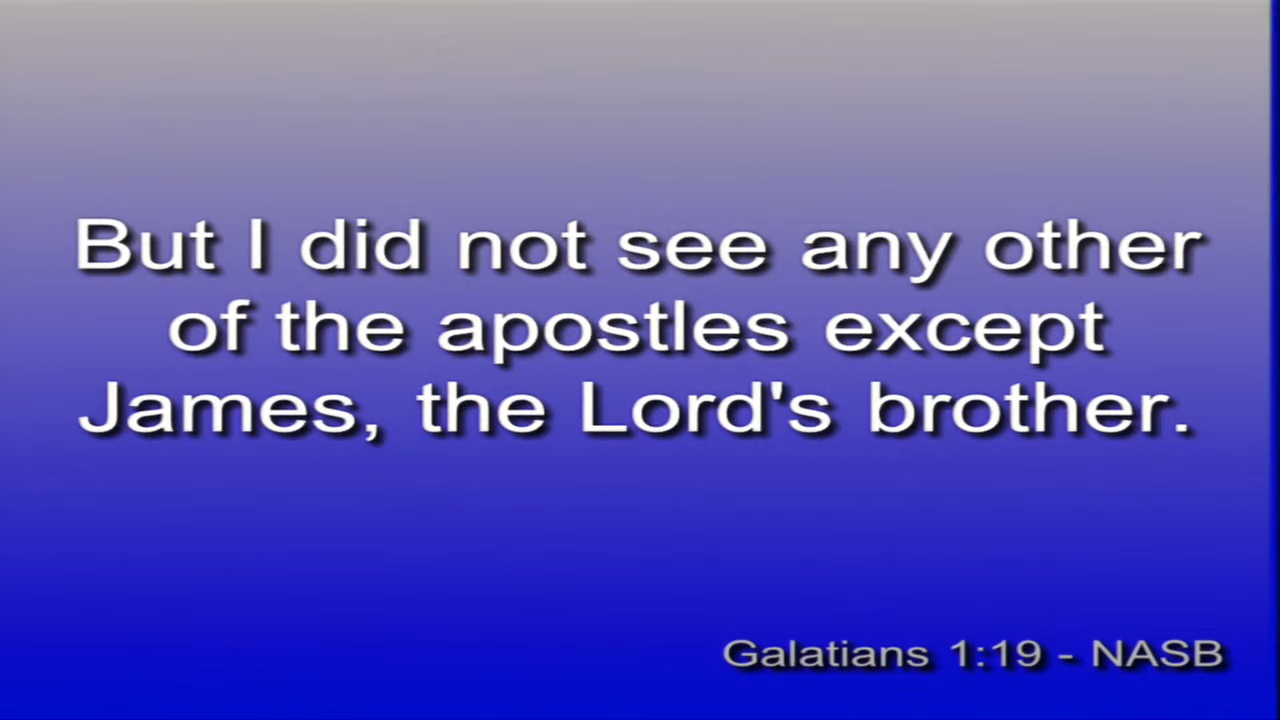 But I did not see any other
of the apostles except
James, the Lord's brother.
Galatians 1:19 - NASB